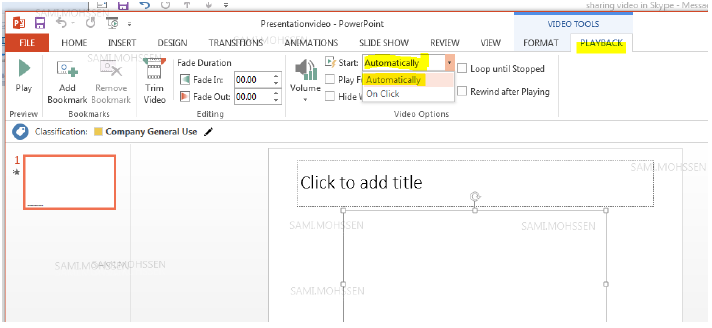 sharing video in Skype - Messa
Presentationvideo - PowerPoint
VIDEO TOOLS
FILE HOME INSERT DESIGN TRANSITIONS ANIMATIONS SLIDE SHOW REVIEW VIEW FORMAT PLAYBACK
Play
Preview
Add
Bookmark
Remove
Bookmark
Bookmarks
Trim
Video
Fade Duration
Fade In: 00.00
Fade Out: 00.00
Editing
Volume
Start: Automatically
Automatically
On Click
Play F
Hide W
Loop until Stopped
Rewind after Playing
Video Options
Classification: Company General Use
1
Click to add title
SAMI.MOHSSEN
SAMI.MOHSSEN
SAMI.MOHSSEN
SAMI.MOHSSEN
SAMI.MOHSSEN
SAMI.MOHSSEN
SAMI.MOHSSEN
SAMI.MOHSSEN